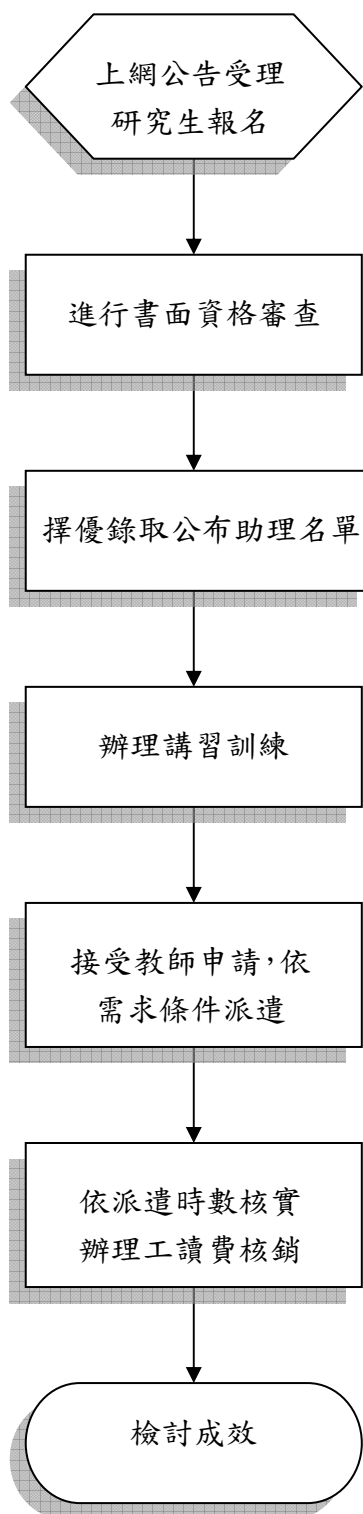 上網公告受理
研究生報名
進行書面資格審查
擇優錄取公布助理名單
辦理講習訓練
接受教師申請，依
需求條件派遣
依派遣時數核實
辦理工讀費核銷
檢討成效